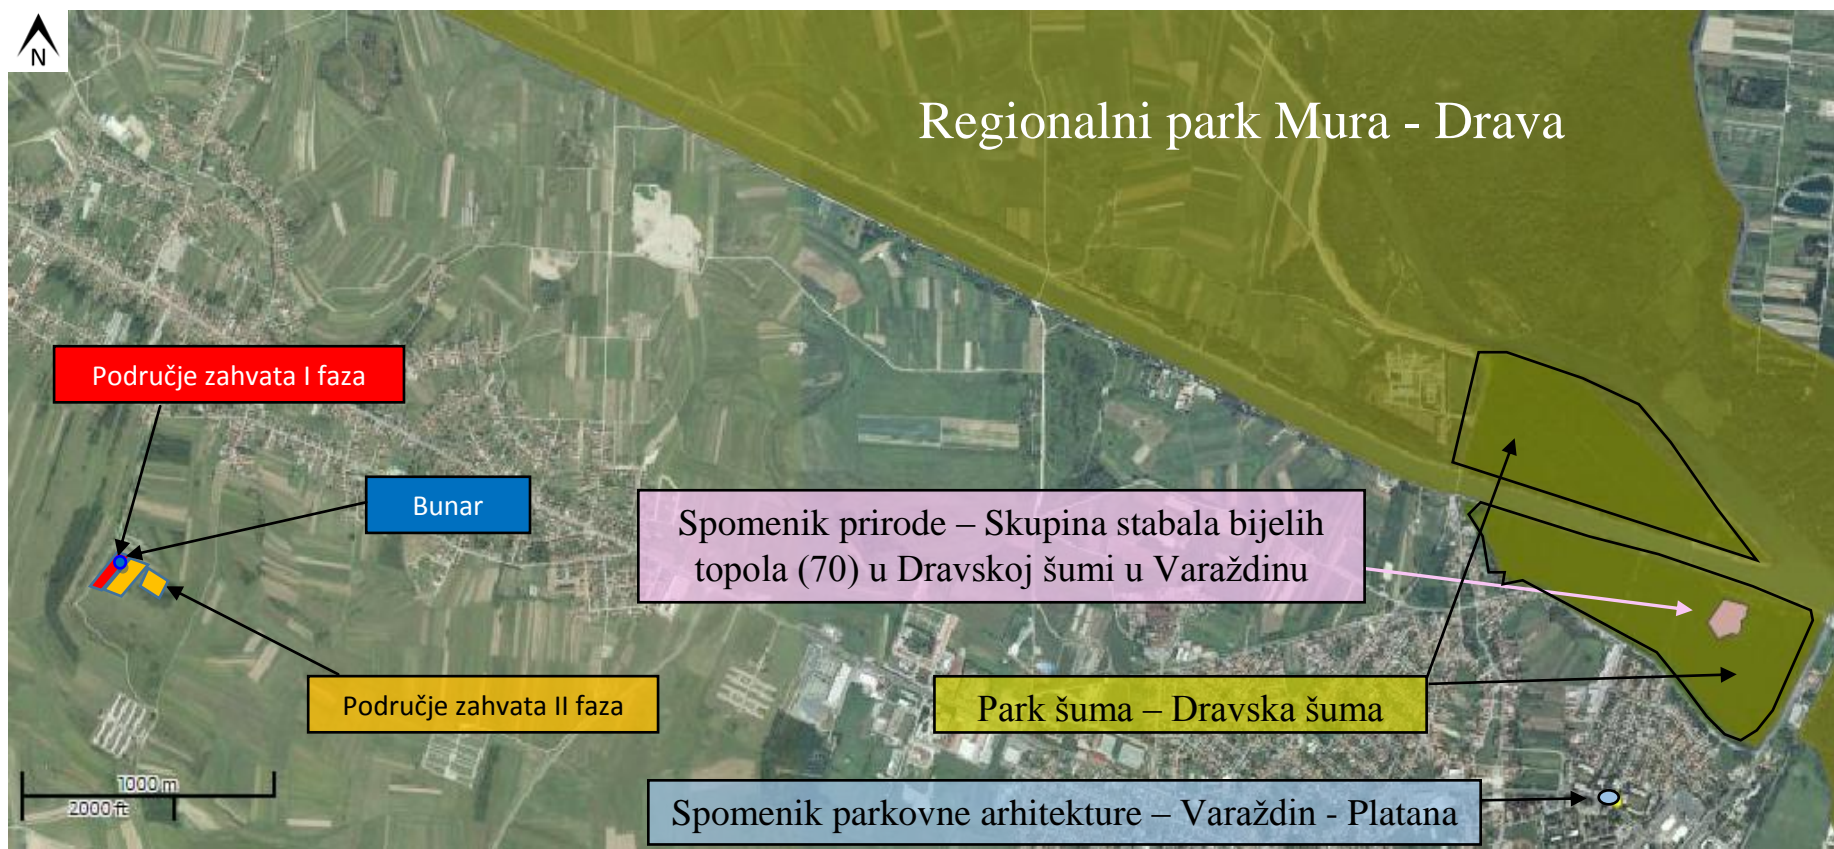 N
Regionalni park Mura - Drava
Područje zahvata I faza
Bunar
Spomenik prirode – Skupina stabala bijelih
topola (70) u Dravskoj šumi u Varaždinu
Područje zahvata II faza
Park šuma – Dravska šuma
1000 m
2000 ft
Spomenik parkovne arhitekture – Varaždin - Platana